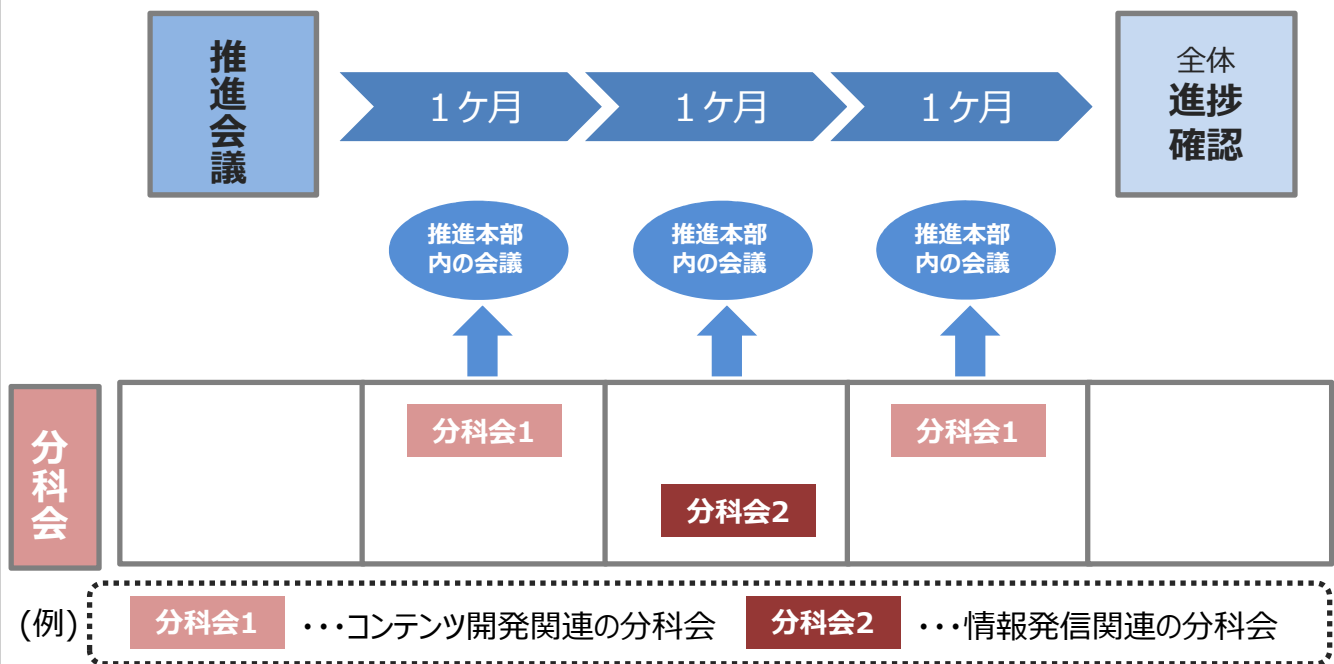 推進会議
１ケ月
１ケ月
１ケ月
全体
進捗
確認
推進本部
内の会議
推進本部
内の会議
推進本部
内の会議
分科会
分科会1
分科会2
分科会1
(例)
分科会1 ・・・コンテンツ開発関連の分科会 分科会2 ・・・情報発信関連の分科会